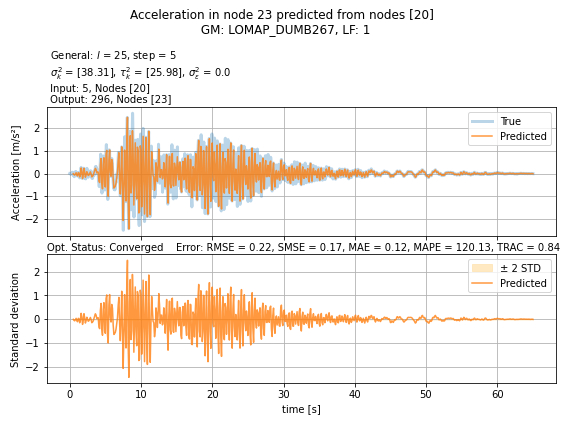 Acceleration in node 23 predicted from nodes [20]
GM: LOMAP_DUMB267, LF: 1
General: l = 25, step = 5
σ²ₖ = [38.31], τ²ₖ = [25.98], σ²ε = 0.0
Input: 5, Nodes [20]
Output: 296, Nodes [23]
Acceleration [m/s²]
2
1
0
−1
−2
True
Predicted
Opt. Status: Converged Error: RMSE = 0.22, SMSE = 0.17, MAE = 0.12, MAPE = 120.13, TRAC = 0.84
Standard deviation
2
1
0
−1
−2
± 2 STD
Predicted
0 10 20 30 40 50 60
time [s]